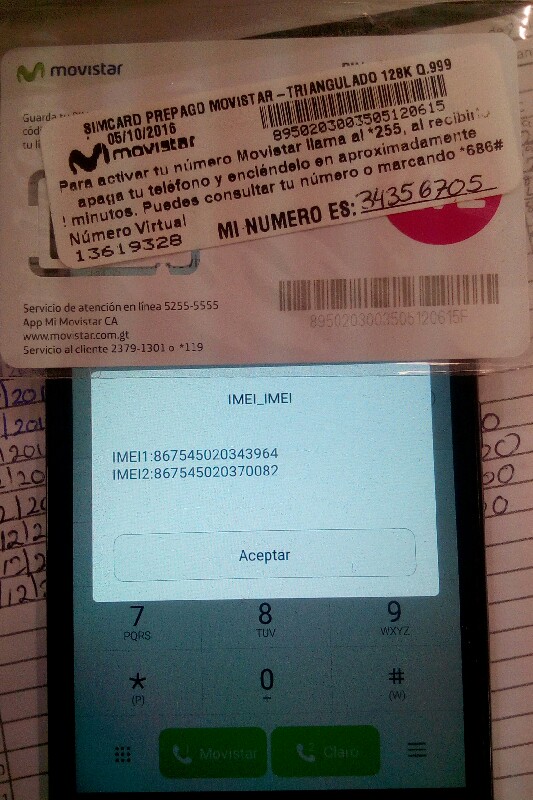 movistar
SIMCARD PREPAGO MOVISTAR -TRIANGULADO 128K Q.999
05/10/2016
8950203003505120615
movistar
Para activar tu número Movistar llama al *255, al recibirlo
apaga tu teléfono y enciéndelo en aproximadamente
! minutos. Puedes consultar tu número o marcando *686#
Número Virtual
13619328
MI NUMERO ES: 34356705
Servicio de atención en línea 5255-5555
App Mi Movistar CA
www.movistar.com.gt
Servicio al cliente 2379-1301 o *119
8950203003505120615F
IMEI_IMEI
IMEI1:867545020343964
IMEI2:867545020370082
Aceptar
7 8 9
PQRS TUV WXYZ
* 0 #
(P) + (W)
Movistar Claro